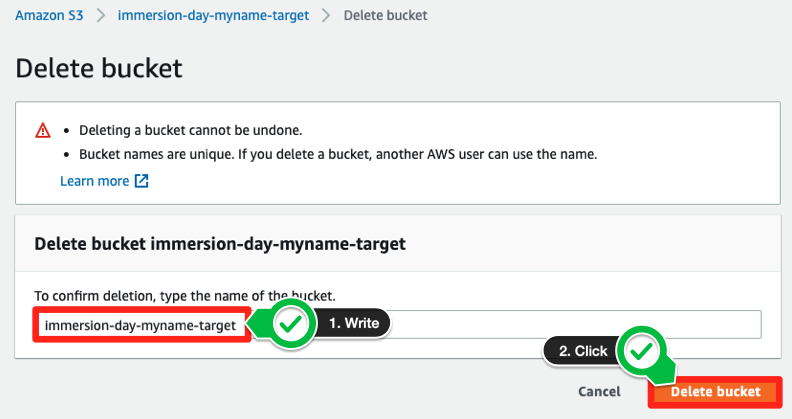 Amazon S3 > immersion-day-myname-target > Delete bucket
Delete bucket
• Deleting a bucket cannot be undone.
• Bucket names are unique. If you delete a bucket, another AWS user can use the name.
Learn more
Delete bucket immersion-day-myname-target
To confirm deletion, type the name of the bucket.
immersion-day-myname-target
1. Write
2. Click
Cancel
Delete bucket